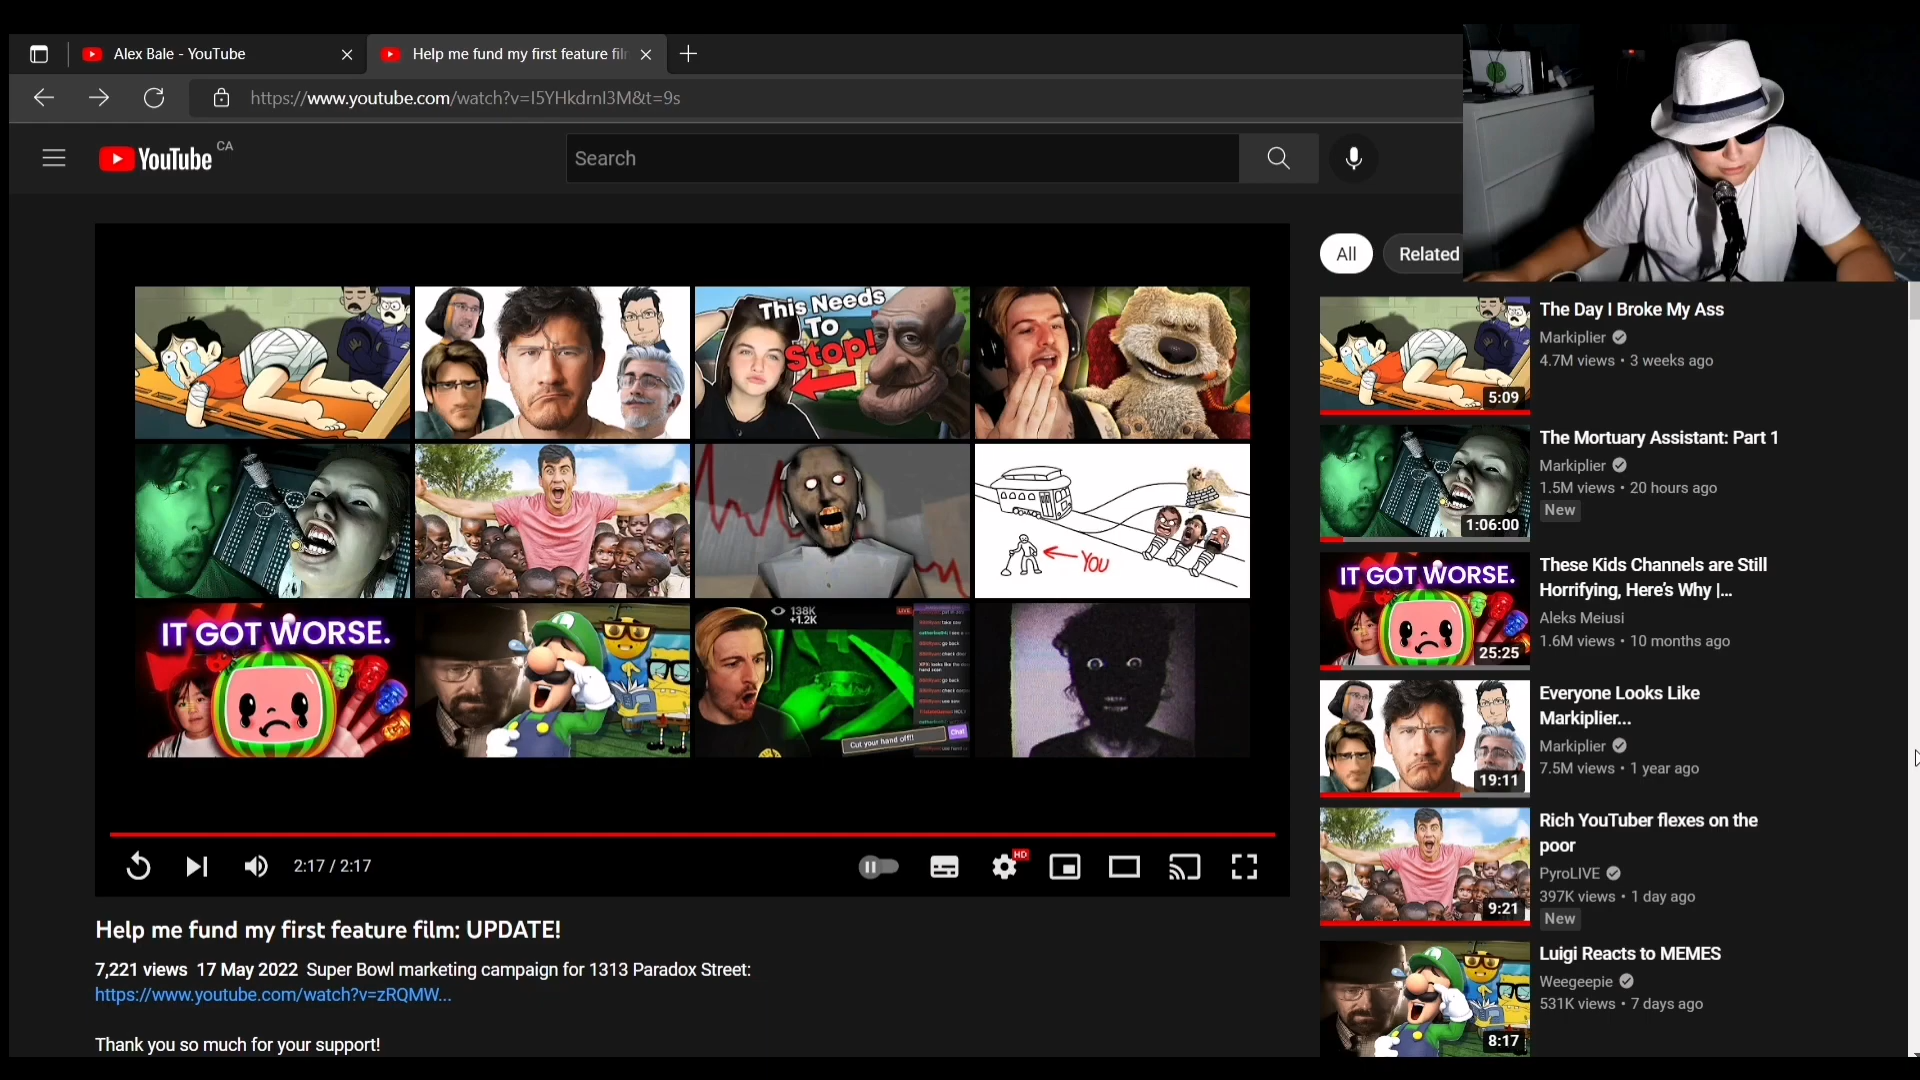 Alex Bale - YouTube
Help me fund my first feature fil
https://www.youtube.com/watch?v=I5YHkdrnI3M&t=9s
YouTube CA
Search
All
Related
This Needs
To
Stop!
YOU
IT GOT WORSE.
138K
+1.2K
LIVE
Cut your hand off!!
Chat
2:17 / 2:17
HD
Help me fund my first feature film: UPDATE!
7,221 views 17 May 2022 Super Bowl marketing campaign for 1313 Paradox Street:
https://www.youtube.com/watch?v=zRQMW...
Thank you so much for your support!
5:09
The Day I Broke My Ass
Markiplier
4.7M views • 3 weeks ago
1:06:00
The Mortuary Assistant: Part 1
Markiplier
1.5M views • 20 hours ago
New
IT GOT WORSE.
25:25
These Kids Channels are Still
Horrifying, Here's Why |...
Aleks Meiusi
1.6M views • 10 months ago
19:11
Everyone Looks Like
Markiplier...
Markiplier
7.5M views • 1 year ago
9:21
Rich YouTuber flexes on the
poor
PyroLIVE
397K views • 1 day ago
New
8:17
Luigi Reacts to MEMES
Weegeepie
531K views • 7 days ago